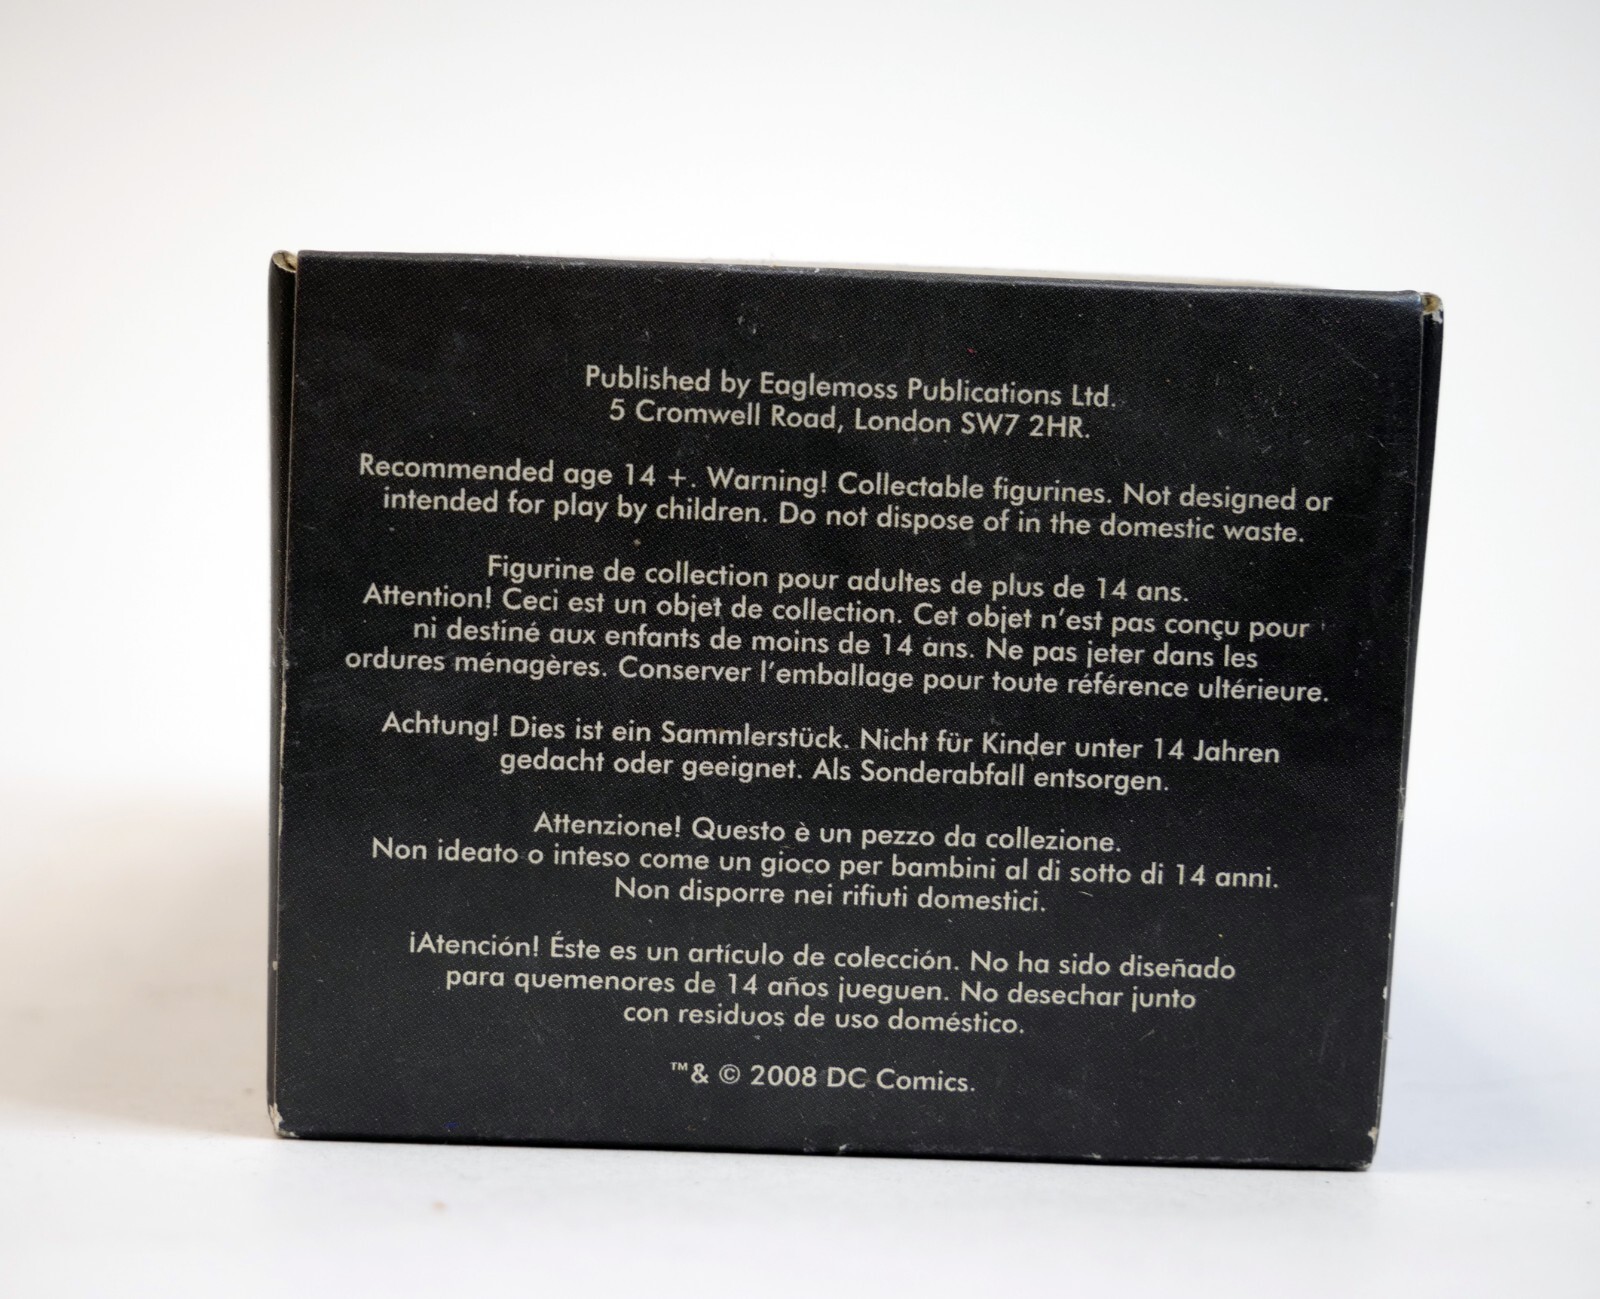 Published by Eaglemoss Publications Ltd.
5 Cromwell Road, London SW7 2HR.
Recommended age 14 +. Warning! Collectable figurines. Not designed or
intended for play by children. Do not dispose of in the domestic waste.
Figurine de collection pour adultes de plus de 14 ans.
Attention! Ceci est un objet de collection. Cet objet n'est pas conçu pour
ni destiné aux enfants de moins de 14 ans. Ne pas jeter dans les
ordures ménagères. Conserver l'emballage pour toute référence ultérieure.
Achtung! Dies ist ein Sammlerstück. Nicht für Kinder unter 14 Jahren
gedacht oder geeignet. Als Sonderabfall entsorgen.
Attenzione! Questo è un pezzo da collezione.
Non ideato o inteso come un gioco per bambini al di sotto di 14 anni.
Non disporre nei rifiuti domestici.
¡Atención! Éste es un artículo de colección. No ha sido diseñado
para quemenores de 14 años jueguen. No desechar junto
con residuos de uso doméstico.
™& © 2008 DC Comics.